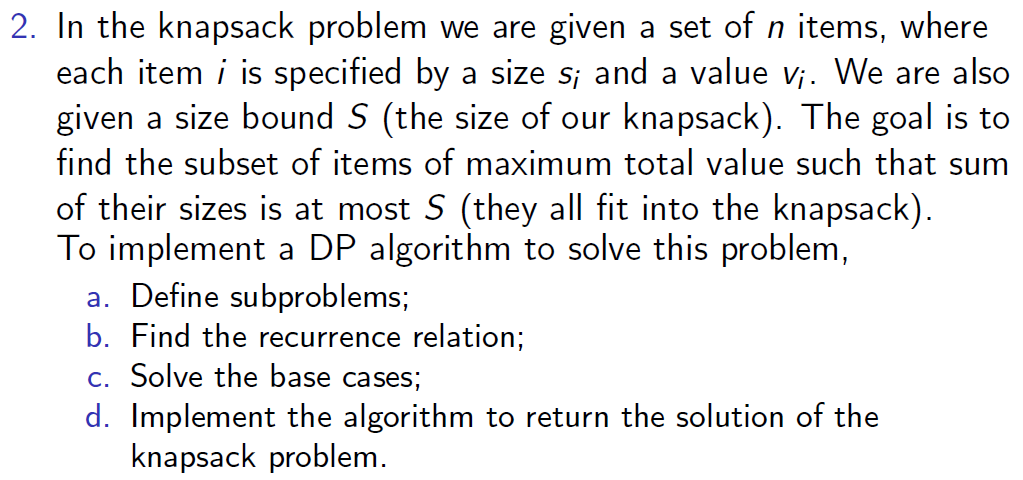 2. In the knapsack problem we are given a set of n items, where
each item i is specified by a size sᵢ and a value vᵢ. We are also
given a size bound S (the size of our knapsack). The goal is to
find the subset of items of maximum total value such that sum
of their sizes is at most S (they all fit into the knapsack).
To implement a DP algorithm to solve this problem,
a. Define subproblems;
b. Find the recurrence relation;
c. Solve the base cases;
d. Implement the algorithm to return the solution of the
knapsack problem.